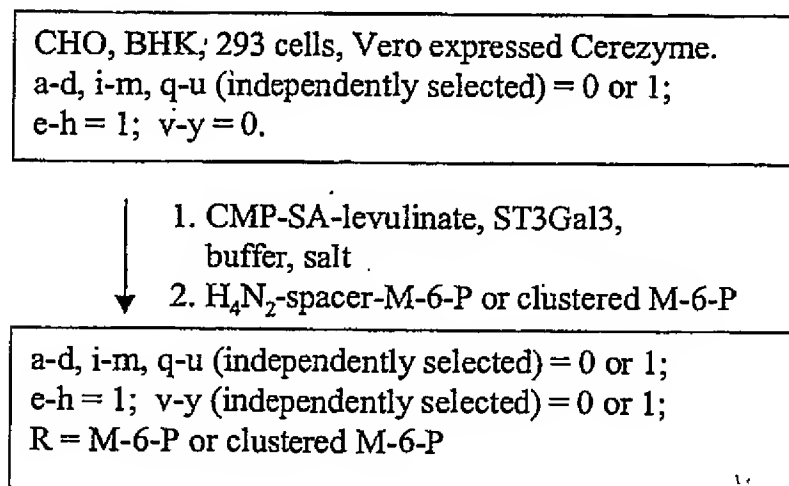 CHO, BHK, 293 cells, Vero expressed Cerezyme.
a-d, i-m, q-u (independently selected) = 0 or 1;
e-h = 1; v-y = 0.
1. CMP-SA-levulinate, ST3Gal3,
buffer, salt
2. H₄N₂-spacer-M-6-P or clustered M-6-P
a-d, i-m, q-u (independently selected) = 0 or 1;
e-h = 1; v-y (independently selected) = 0 or 1;
R = M-6-P or clustered M-6-P